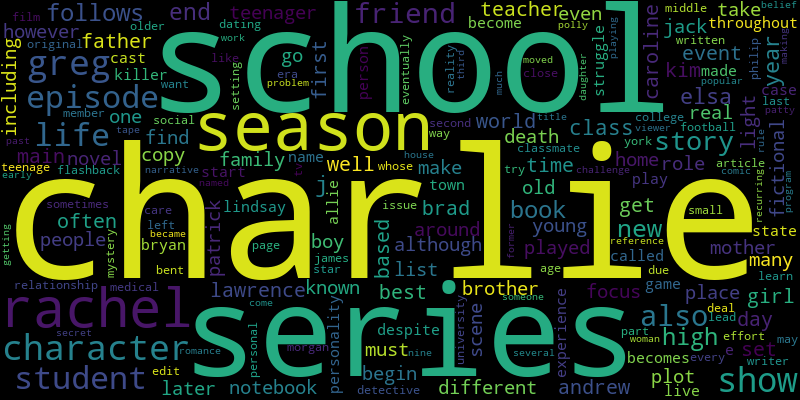 film
older
dating
work
teenager
follows
end
school
friend
teacher
become
even
take
middle
belief
polly
throughout
however
original
father
cast
killer
like
go
setting
era
first
person
eventually
reality
third
moved
close
daughter
playing
struggle
written
caroline
jack
event
philip
year
including
greg
episode
want
problem
kim
made
popular
case
last
patty
life
member
tape
one
social
find
season
second
way
much
world
death
viewer
title
college
football
classmate
york
elsa
real
light
class
story
fictional
comic
rule
making
main
novel
copy
family
name
whose
house
well
make
time
home
role
article
past
teenage
flashback
start
tv
try
challenge
program
early
narrative
named
charlie
j
allie
town
old
play
recurring
learn
sometimes
care
lindsay
issue
brad
book
get
small
often
left
became
patrick
boy
based
around
young
new
state
people
mystery
bryan
page
james
although
played
called
reference
mother
many
getting
bent
star
list
former
age
due
relationship
medical
lawrence
known
best
brother
focus
game
place
girl
rachel
series
come
someone
university
experience
also
day
deal
lead
secret
romance
personal
morgan
personality
despite
nine
several
scene
part
woman
high
effort
may
character
must
becomes
every
e
set
writer
student
edit
later
notebook
begin
detective
different
andrew
plot
live
show